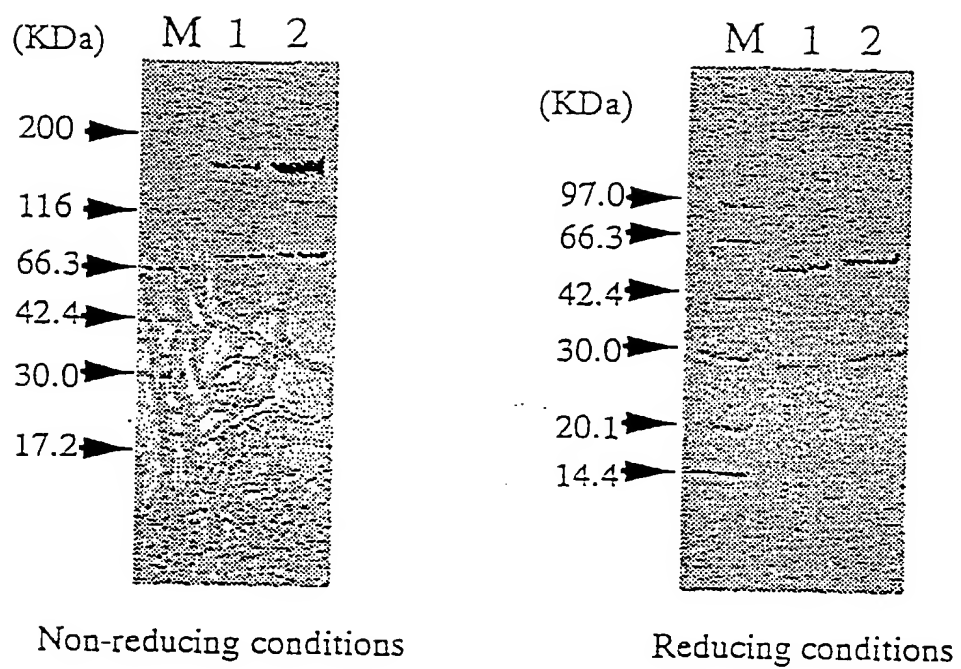 (KDa) M 1 2
200
116
66.3
42.4
30.0
17.2
Non-reducing conditions
M 1 2
(KDa)
97.0
66.3
42.4
30.0
20.1
14.4
Reducing conditions